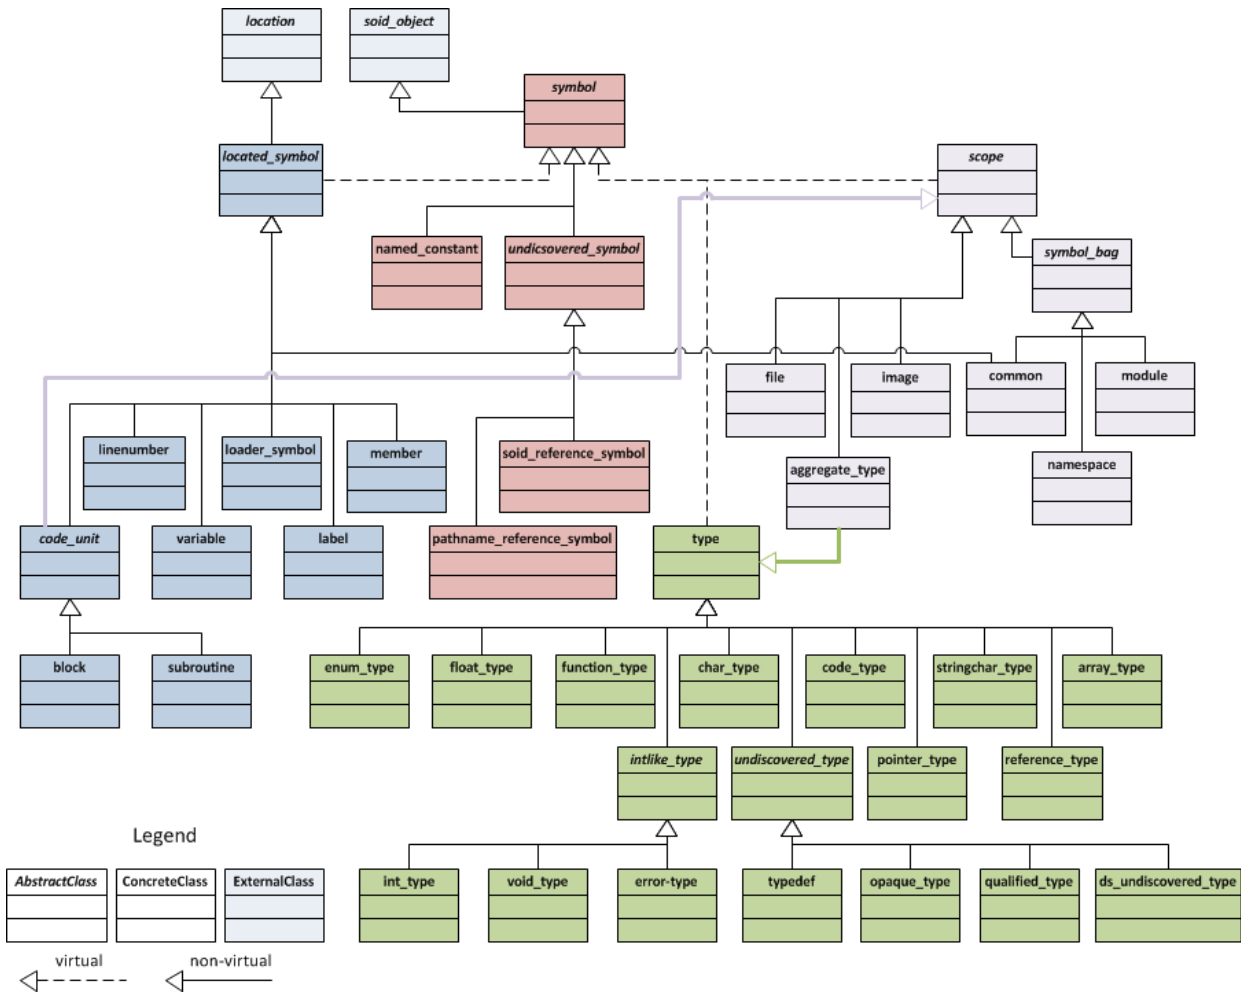 location
soid_object
symbol
located_symbol
scope
named_constant
undicsovered_symbol
symbol_bag
file
image
common
module
linenumber
loader_symbol
member
soid_reference_symbol
aggregate_type
namespace
code_unit
variable
label
pathname_reference_symbol
type
block
subroutine
enum_type
float_type
function_type
char_type
code_type
stringchar_type
array_type
intlike_type
undiscovered_type
pointer_type
reference_type
Legend
AbstractClass
ConcreteClass
ExternalClass
int_type
void_type
error-type
typedef
opaque_type
qualified_type
ds_undiscovered_type
virtual
non-virtual